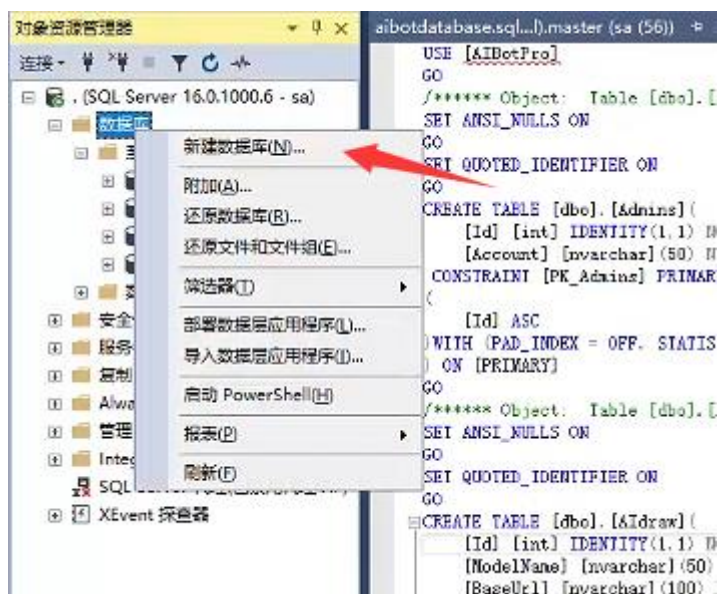 对象资源管理器
连接
. (SQL Server 16.0.1000.6 - sa)
数据库
安全
服务
复制
Alwa
管理
Integ
SQL Server
XEvent 探查器
新建数据库(N)...
附加(A)...
还原数据库(R)...
还原文件和文件组(E)...
筛选器(T)
部署数据层应用程序(L)...
导入数据层应用程序(I)...
启动 PowerShell(H)
报表(P)
刷新(F)
aibotdatabase.sql...l).master (sa (56))
USE [AIBotPro]
GO
/****** Object: Table [dbo].[
SET ANSI_NULLS ON
GO
SET QUOTED_IDENTIFIER ON
GO
CREATE TABLE [dbo].[Admins](
[Id] [int] IDENTITY(1,1) N
[Account] [nvarchar](50) N
CONSTRAINT [PK_Admins] PRIMAR
(
[Id] ASC
)WITH (PAD_INDEX = OFF, STATIS
) ON [PRIMARY]
GO
/****** Object: Table [dbo].[
SET ANSI_NULLS ON
GO
SET QUOTED_IDENTIFIER ON
GO
CREATE TABLE [dbo].[AIdraw](
[Id] [int] IDENTITY(1,1) N
[ModelName] [nvarchar](50)
[BaseUrl] [nvarchar](100)